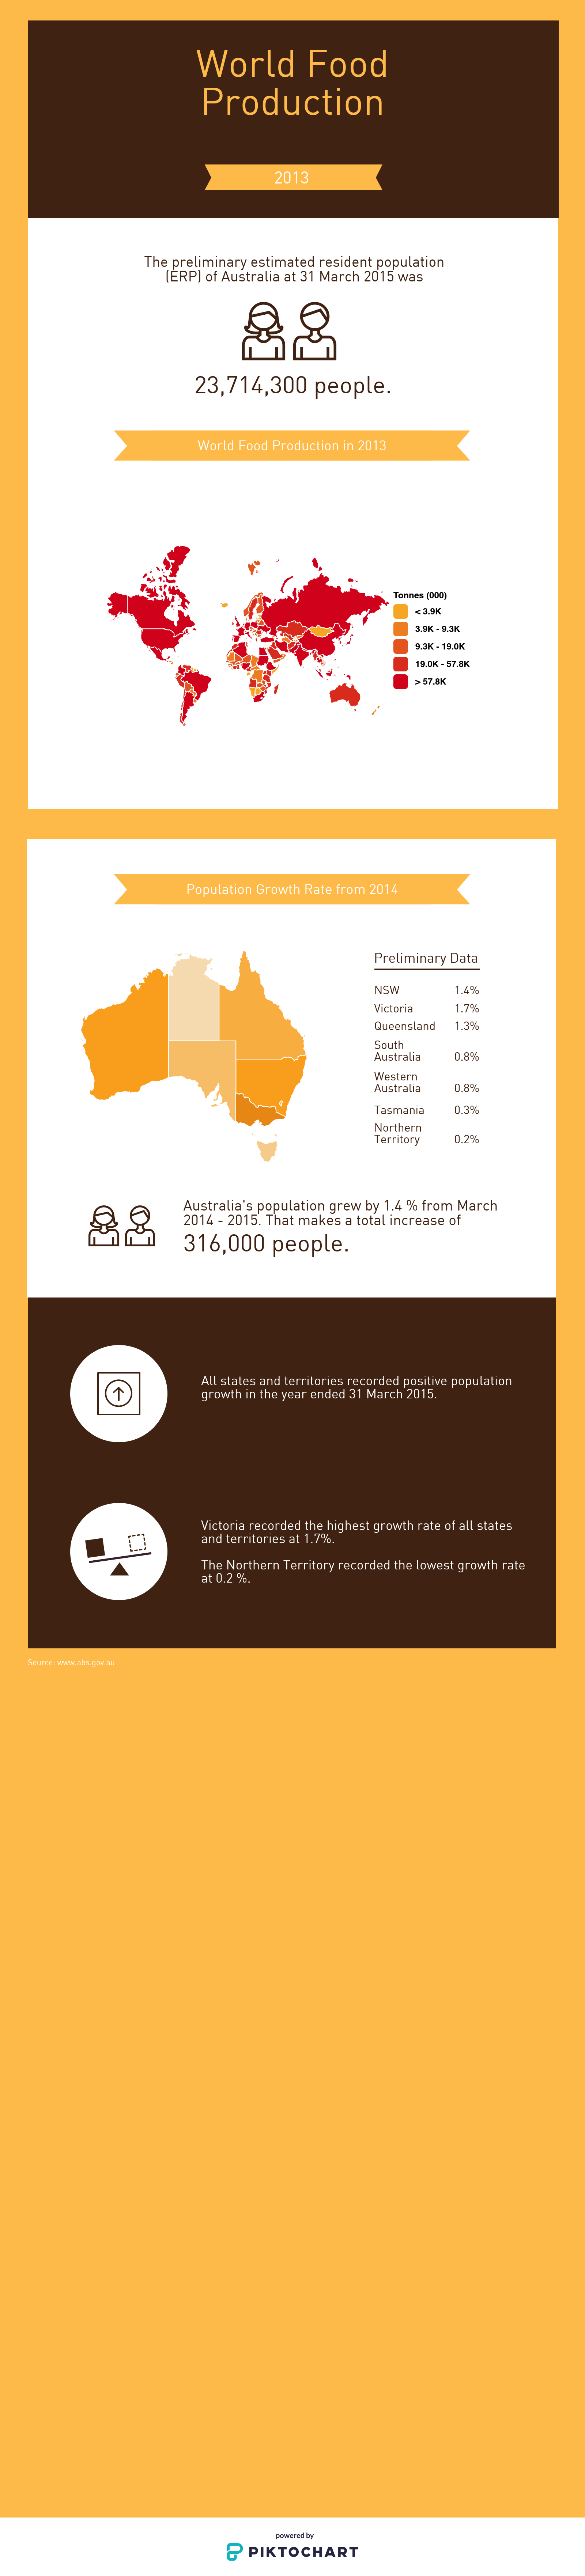 World Food
Production
2013
The preliminary estimated resident population
(ERP) of Australia at 31 March 2015 was
23,714,300 people.
World Food Production in 2013
Tonnes (000)
< 3.9K
3.9K - 9.3K
9.3K - 19.0K
19.0K - 57.8K
> 57.8K
Population Growth Rate from 2014
Preliminary Data
NSW 1.4%
Victoria 1.7%
Queensland 1.3%
South
Australia 0.8%
Western
Australia 0.8%
Tasmania 0.3%
Northern
Territory 0.2%
Australia's population grew by 1.4 % from March
2014 - 2015. That makes a total increase of
316,000 people.
All states and territories recorded positive population
growth in the year ended 31 March 2015.
Victoria recorded the highest growth rate of all states
and territories at 1.7%.
The Northern Territory recorded the lowest growth rate
at 0.2 %.
Source: www.abs.gov.au
powered by
PIKTOCHART